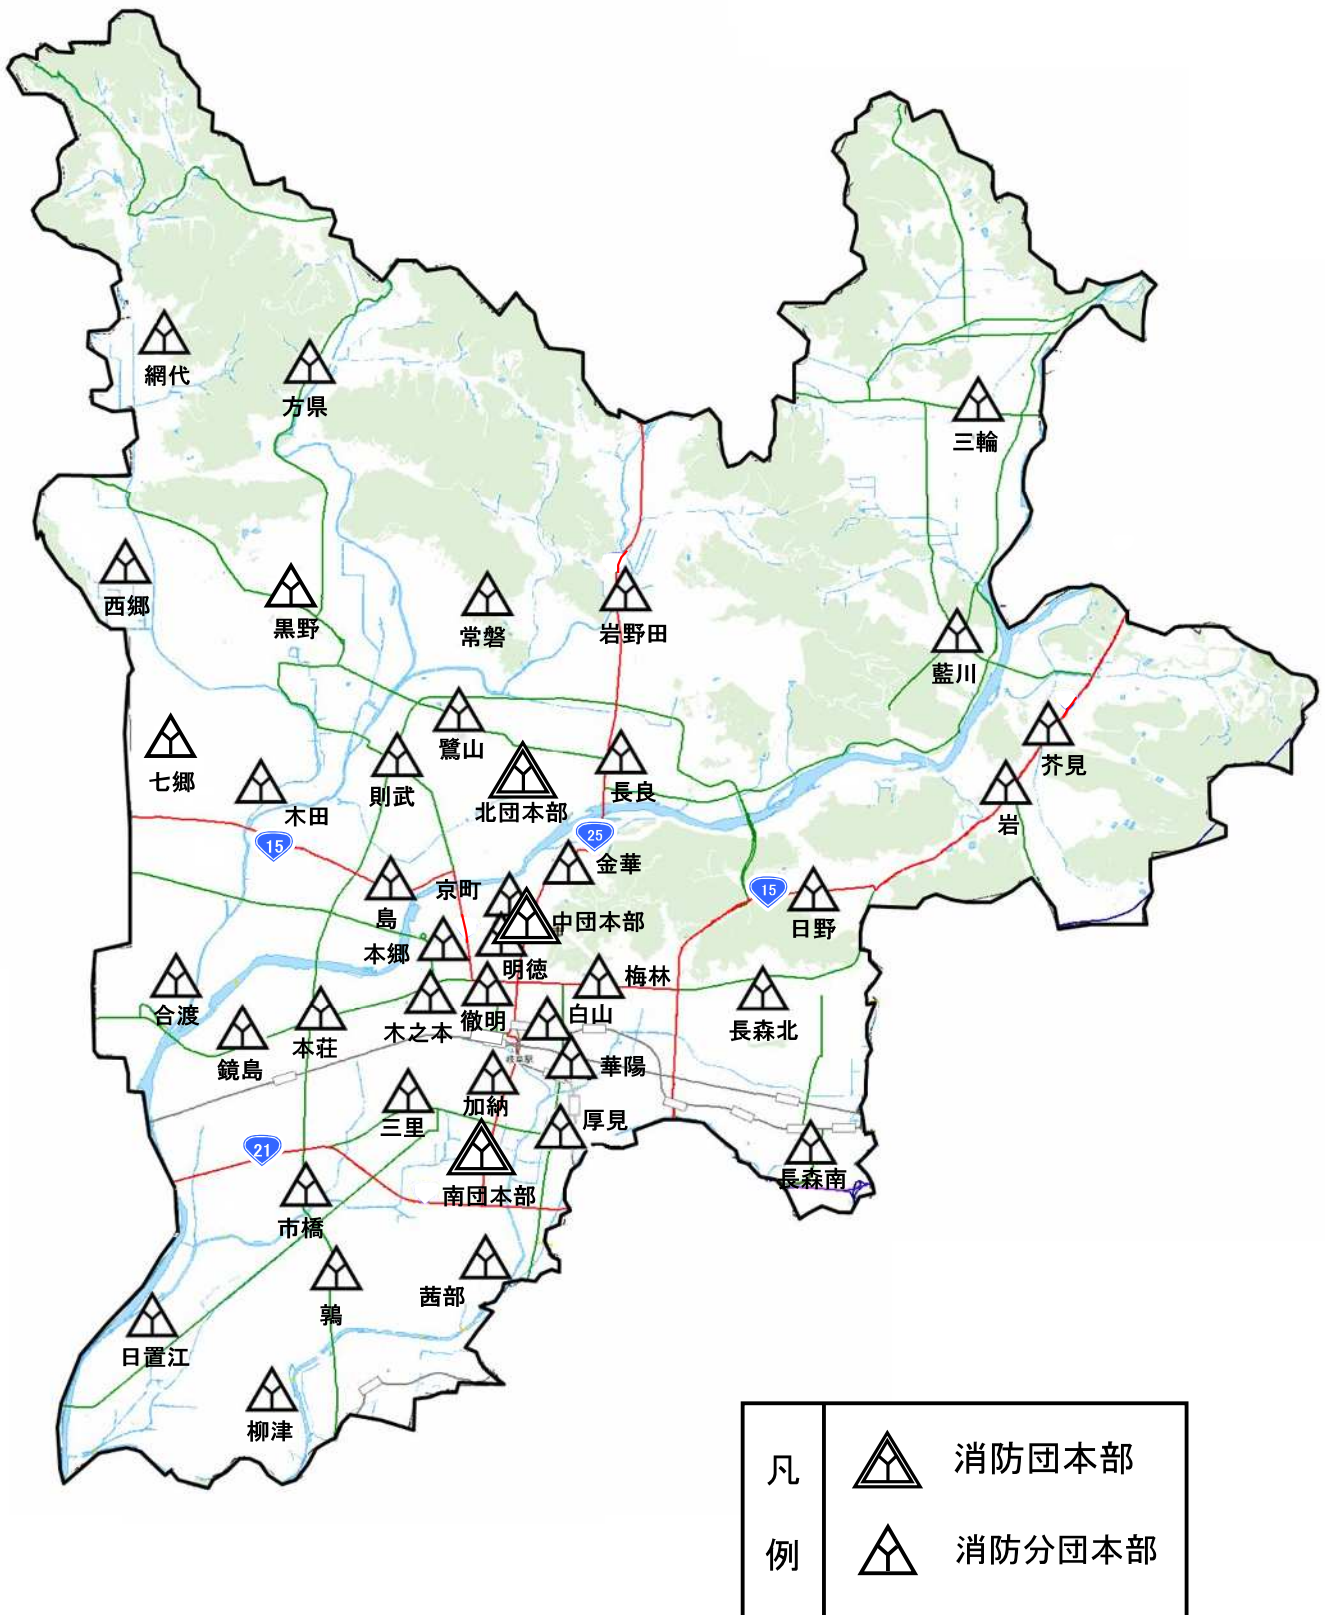 網代
方県
三輪
西郷
黒野
常磐
岩野田
藍川
鷺山
七郷
木田
則武
北団本部
長良
芥見
岩
15
25
金華
島
京町
15
日野
本郷
中団本部
明徳
合渡
鏡島
本荘
木之本
徹明
白山
梅林
長森北
岐阜駅
華陽
加納
三里
厚見
21
南団本部
長森南
市橋
鶉
茜部
日置江
柳津
凡例
消防団本部
消防分団本部